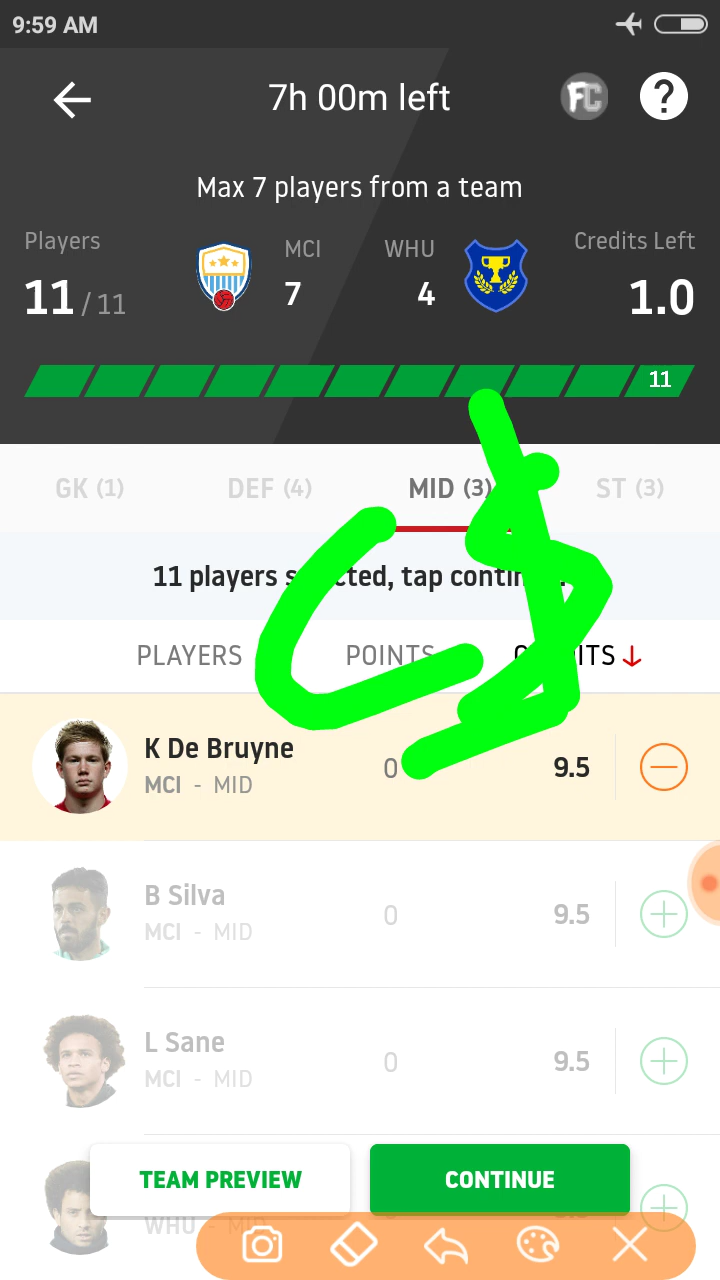 9:59 AM
7h 00m left
FC
?
Max 7 players from a team
Players
MCI
WHU
Credits Left
11 / 11
7
4
1.0
11
GK (1)
DEF (4)
MID (3)
ST (3)
11 players tap
PLAYERS
POINTS
K De Bruyne
MCI - MID
0
9.5
B Silva
MCI - MID
0
9.5
L Sane
MCI - MID
0
9.5
TEAM PREVIEW
CONTINUE
WHU - MID